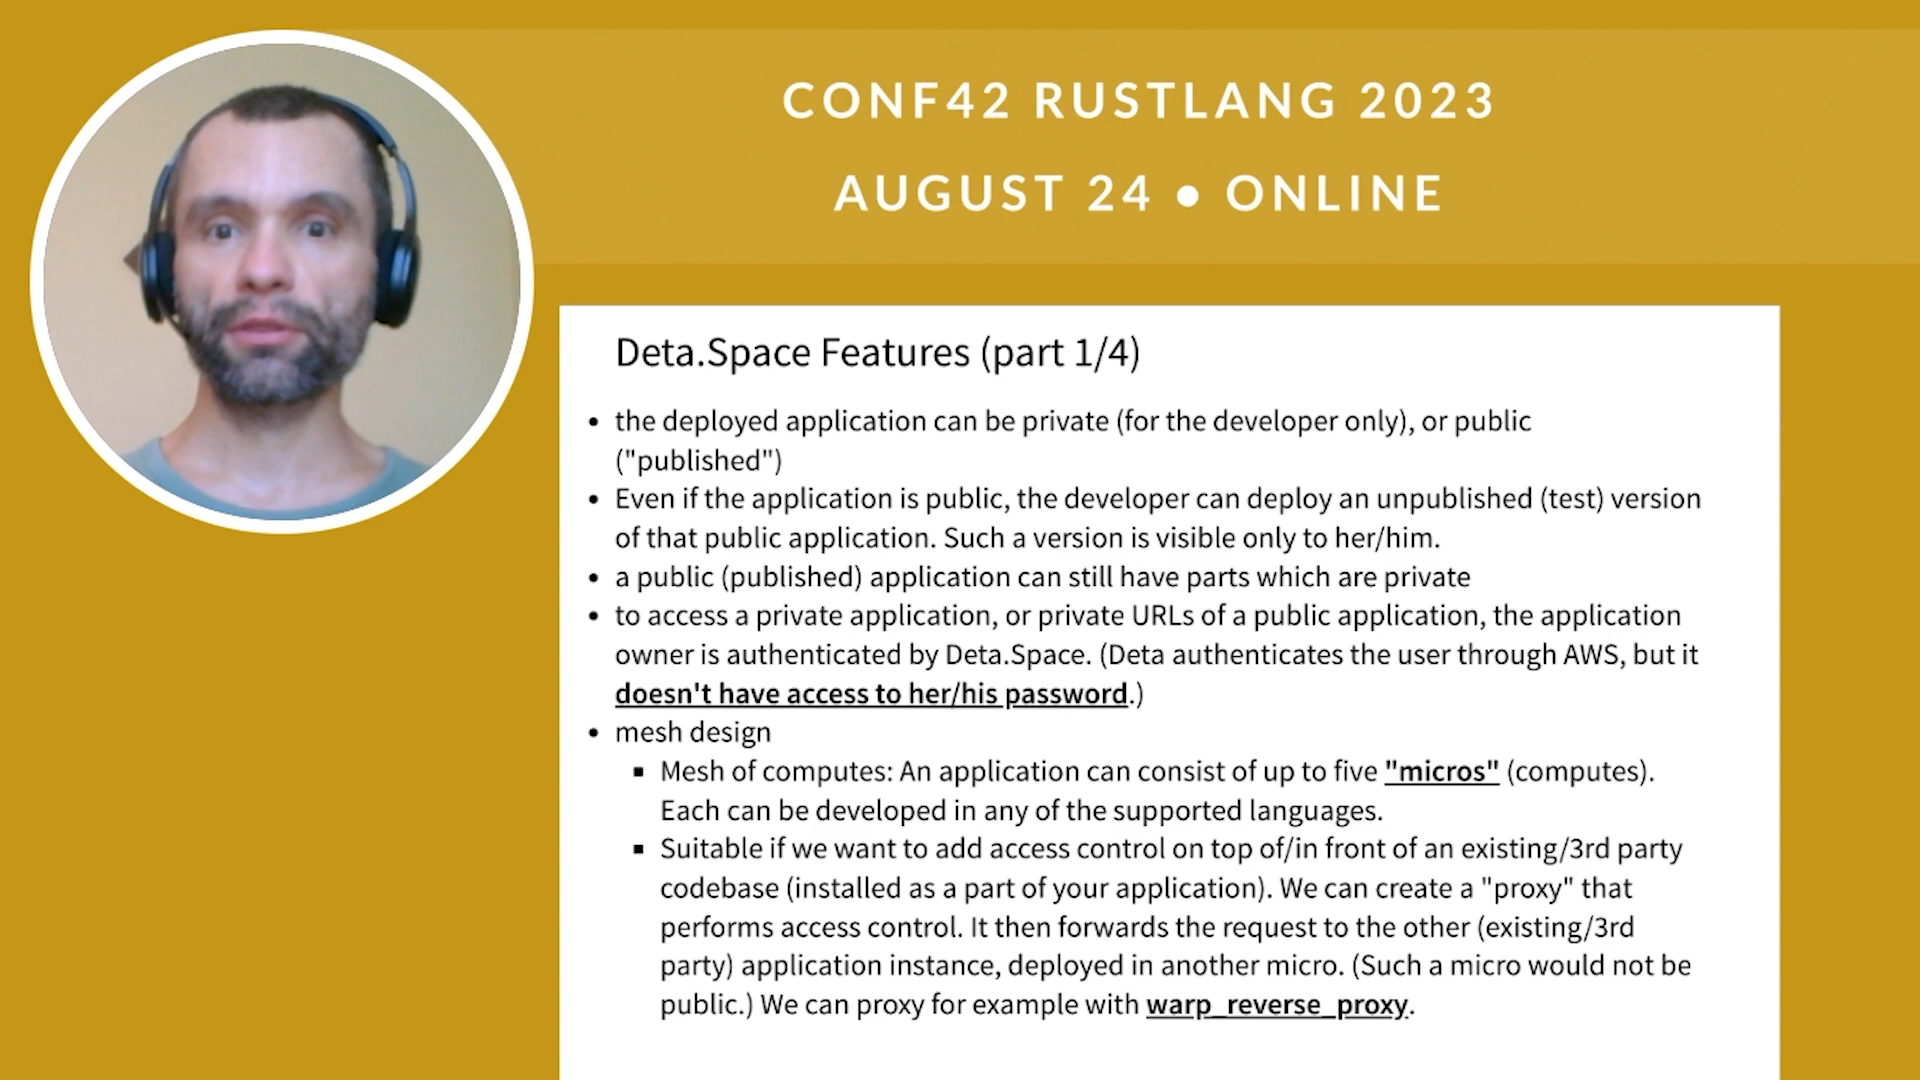 CONF42 RUSTLANG 2023
AUGUST 24 • ONLINE
Deta.Space Features (part 1/4)
• the deployed application can be private (for the developer only), or public
("published")
• Even if the application is public, the developer can deploy an unpublished (test) version
of that public application. Such a version is visible only to her/him.
• a public (published) application can still have parts which are private
• to access a private application, or private URLs of a public application, the application
owner is authenticated by Deta.Space. (Deta authenticates the user through AWS, but it
doesn't have access to her/his password.)
• mesh design
▪ Mesh of computes: An application can consist of up to five "micros" (computes).
Each can be developed in any of the supported languages.
▪ Suitable if we want to add access control on top of/in front of an existing/3rd party
codebase (installed as a part of your application). We can create a "proxy" that
performs access control. It then forwards the request to the other (existing/3rd
party) application instance, deployed in another micro. (Such a micro would not be
public.) We can proxy for example with warp_reverse_proxy.